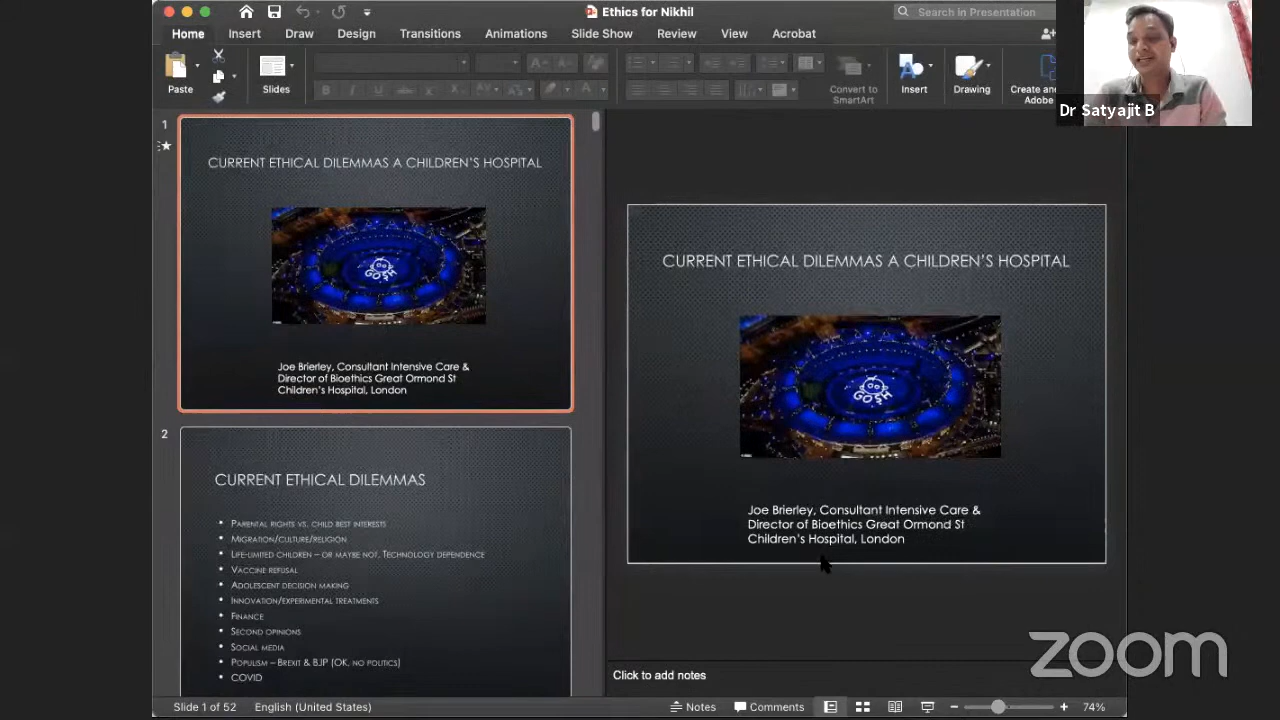 Ethics for Nikhil
Search in Presentation
Home Insert Draw Design Transitions Animations Slide Show Review View Acrobat
Paste Slides Convert to SmartArt Insert Drawing Create and Adobe
Dr Satyajit B
1
CURRENT ETHICAL DILEMMAS A CHILDREN'S HOSPITAL
GOSH
Joe Brierley, Consultant Intensive Care &
Director of Bioethics Great Ormond St
Children's Hospital, London
2
CURRENT ETHICAL DILEMMAS
• PARENTAL RIGHTS VS. CHILD BEST INTERESTS
• MIGRATION/CULTURE/RELIGION
• LIFE-LIMITED CHILDREN – OR MAYBE NOT, TECHNOLOGY DEPENDENCE
• VACCINE REFUSAL
• ADOLESCENT DECISION MAKING
• INNOVATION/EXPERIMENTAL TREATMENTS
• FINANCE
• SECOND OPINIONS
• SOCIAL MEDIA
• POPULISM – BREXIT & BJP (OK, NO POLITICS)
• COVID
CURRENT ETHICAL DILEMMAS A CHILDREN'S HOSPITAL
GOSH
Joe Brierley, Consultant Intensive Care &
Director of Bioethics Great Ormond St
Children's Hospital, London
zoom
Click to add notes
Slide 1 of 52 English (United States) Notes Comments 74%